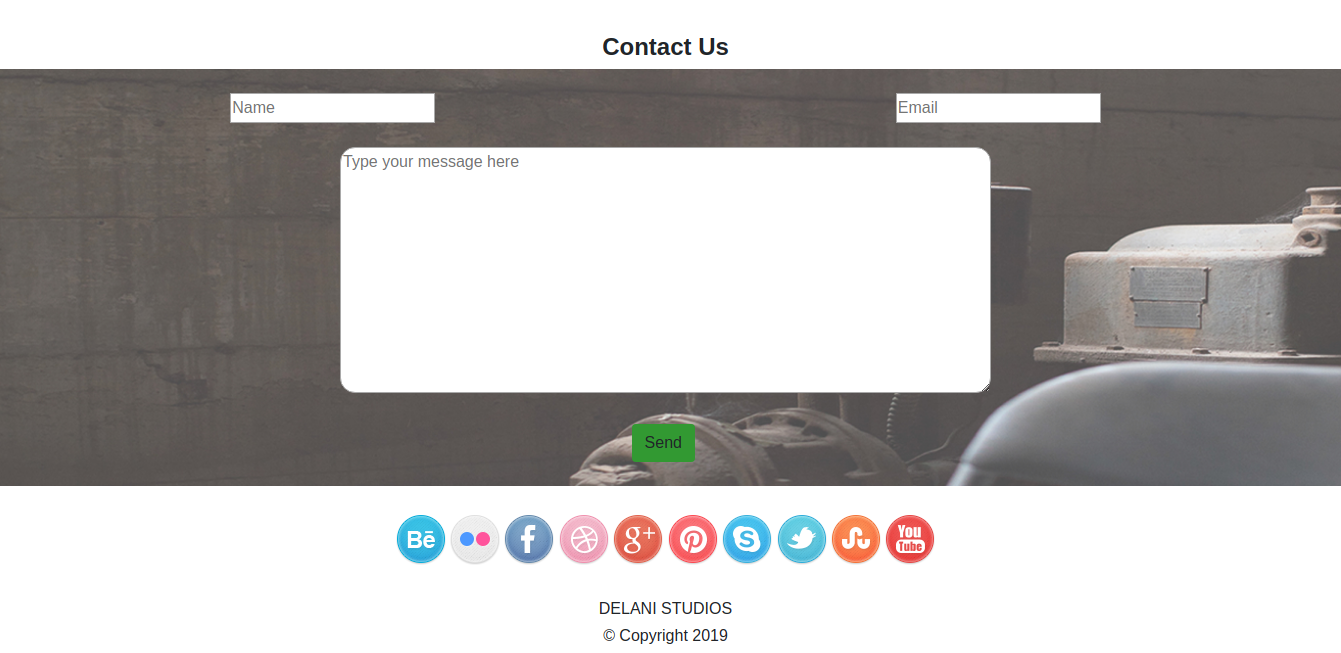 Contact Us
Name
Email
Type your message here
Send
Bē
f
g+
S
You
Tube
DELANI STUDIOS
© Copyright 2019